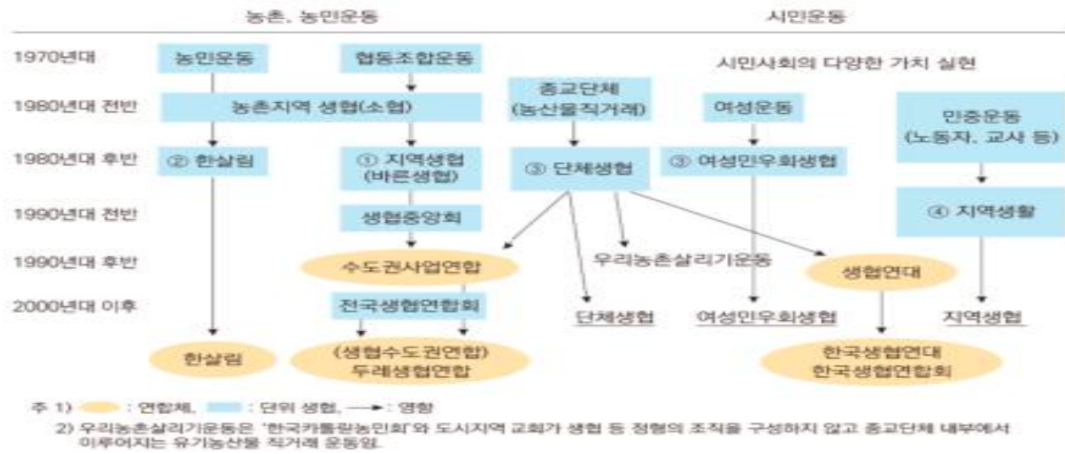 농촌, 농민운동 시민운동
1970년대 농민운동 협동조합운동 시민사회의 다양한 가치 실현
1980년대 전반 농촌지역 생협(소협) 종교단체
(농산물직거래) 여성운동 민중운동
(노동자, 교사 등)
1980년대 후반 ② 한살림 ① 지역생협
(바른생협) ③ 단체생협 ③ 여성민우회생협
1990년대 전반 생협중앙회 ④ 지역생활
1990년대 후반 수도권사업연합 우리농촌살리기운동 생협연대
2000년대 이후 전국생협연합회 단체생협 여성민우회생협 지역생협
한살림 (생협수도권연합)
두레생협연합 한국생협연대
한국생협연합회
주 1) : 연합체, : 단위 생협, : 영향
2) 우리농촌살리기운동은 '한국카톨릭농민회'와 도시지역 교회가 생협 등 정형의 조직을 구성하지 않고 종교단체 내부에서
이루어지는 유기농산물 직거래 운동임.